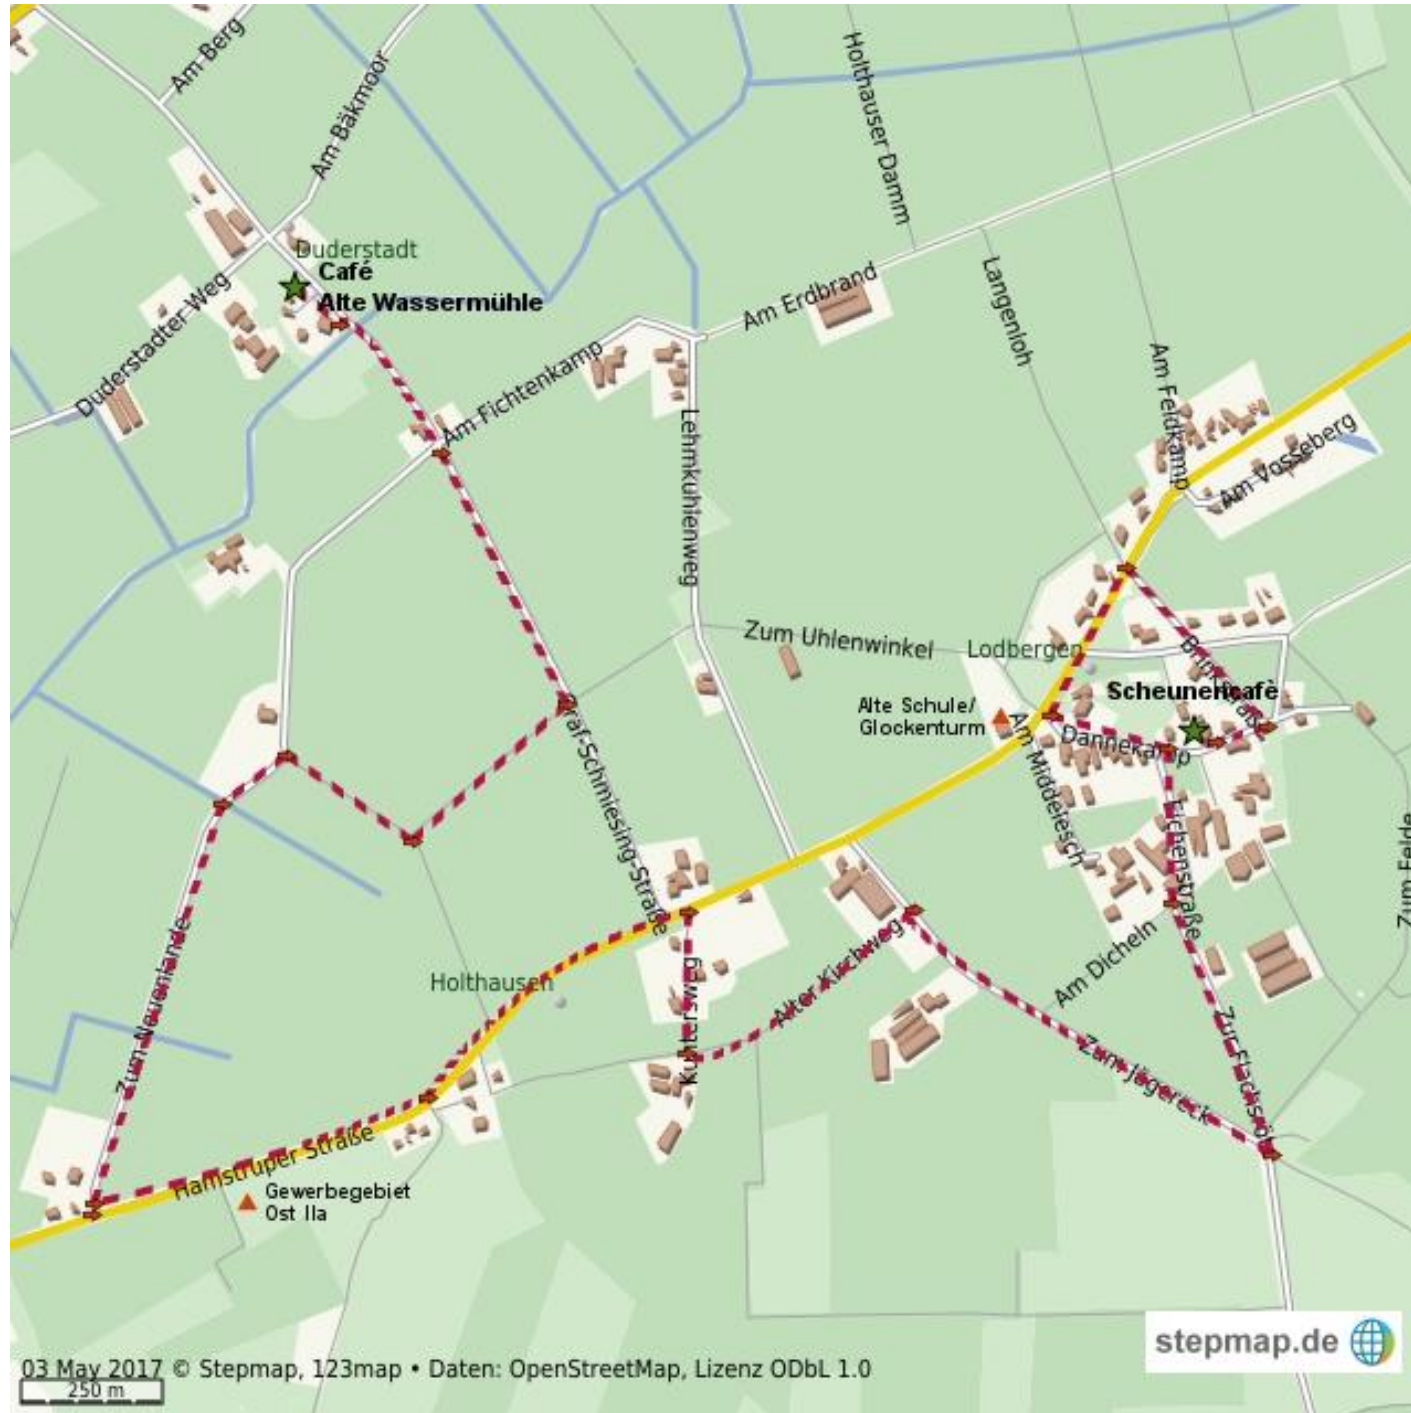 Am Berg
Am Bäkmoor
Holthauser Damm
Duderstadt
Café
Alte Wassermühle
Duderstadter Weg
Am Erdbrand
Langenloh
Am Fichtenkamp
Am Feldkamp
Am Vosseberg
Lehmkuhlenweg
Zum Uhlenwinkel
Lodbergen
Brinkstraße
Scheunencafè
Alte Schule/
Glockenturm
Dannekamp
Am Middelesch
Graf-Schmiesing-Straße
Eichenstraße
Zum Felde
Zum Neuenlande
Holthausen
Alter Kirchweg
Am Dicheln
Zum Jägereck
Hamstruper Straße
Gewerbegebiet
Ost IIa
stepmap.de
03 May 2017 © Stepmap, 123map • Daten: OpenStreetMap, Lizenz ODbL 1.0
250 m